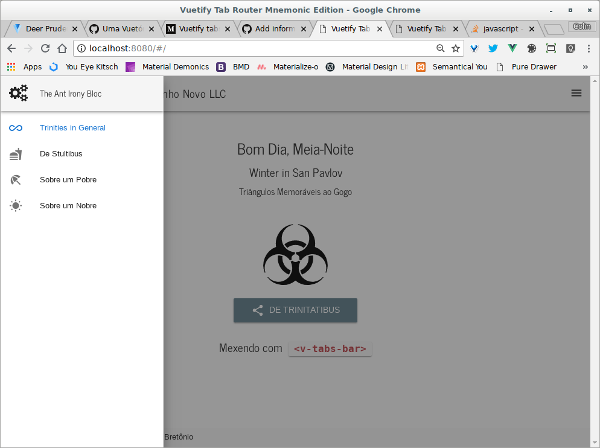 Vuetify Tab Router Mnemonic Edition - Google Chrome
Deer Prude
Uma Vuetó
Vuetify tab
Add inform
Vuetify Tab
Vuetify Tab
javascript -
Colin
localhost:8080/#/
Apps
You Eye Kitsch
Material Demonics
BMD
Materialize-o
Material Design Li
Semantical You
Pure Drawer
»
The Ant Irony Bloc
nho Novo LLC
Trinities in General
De Stultibus
Sobre um Pobre
Sobre um Nobre
Bom Dia, Meia-Noite
Winter in San Pavlov
Triângulos Memoráveis ao Gogo
DE TRINITATIBUS
Mexendo com <v-tabs-bar>
Bretônio